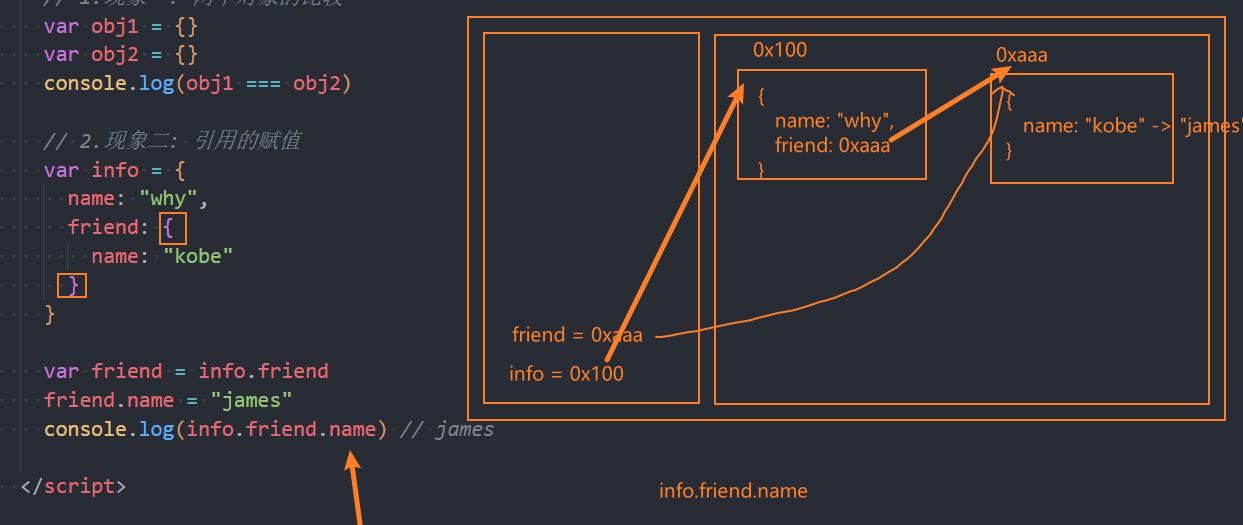 // 1.现象一: 两个对象的比较
var obj1 = {}
var obj2 = {}
console.log(obj1 === obj2)
// 2.现象二: 引用的赋值
var info = {
name: "why",
friend: {
name: "kobe"
}
}
var friend = info.friend
friend.name = "james"
console.log(info.friend.name) // james
</script>
0x100
{
name: "why",
friend: 0xaaa
}
0xaaa
{
name: "kobe" -> "james"
}
friend = 0xaaa
info = 0x100
info.friend.name